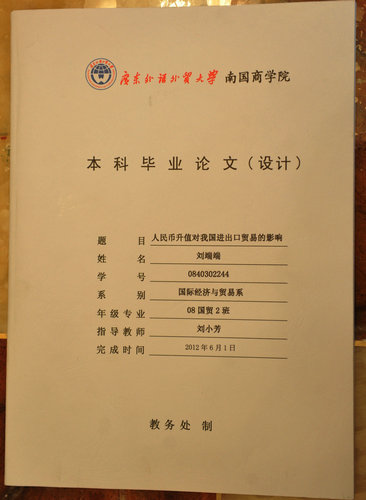 广东外语外贸大学 南国商学院
本科毕业论文（设计）
题目 人民币升值对我国进出口贸易的影响
姓名 刘端端
学号 0840302244
系别 国际经济与贸易系
年级专业 08国贸2班
指导教师 刘小芳
完成时间 2012年6月1日
教务处 制